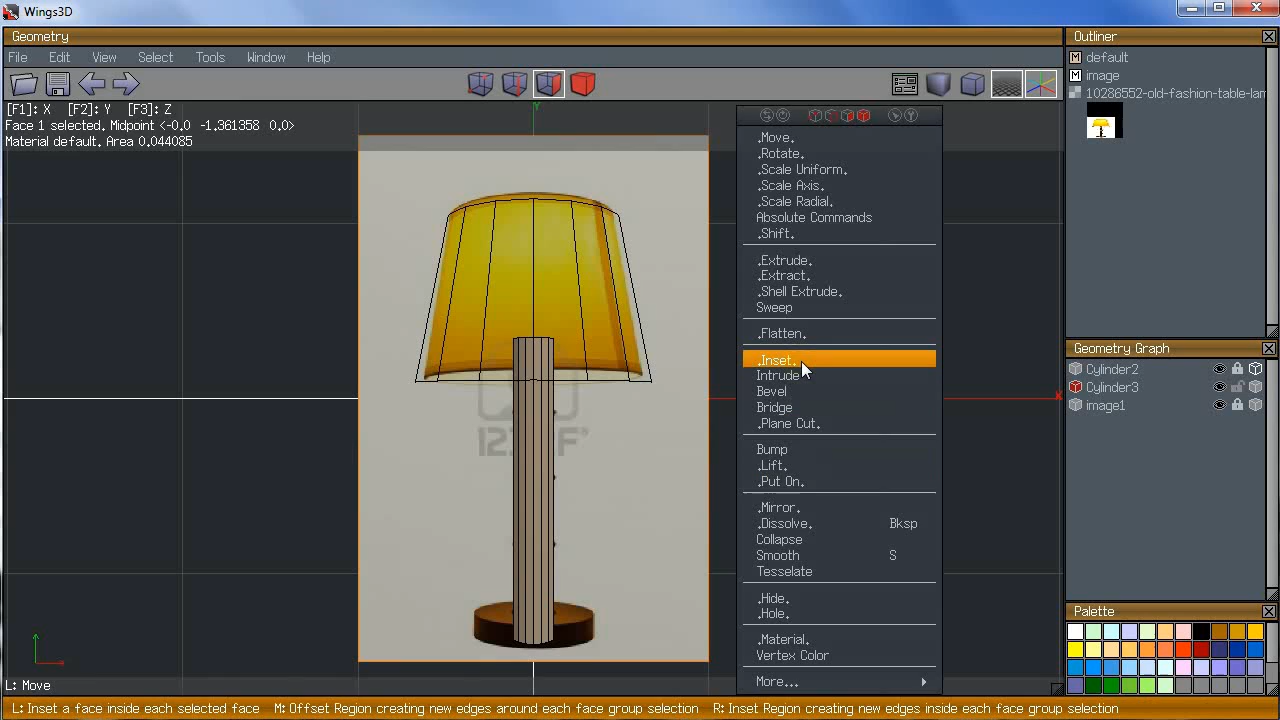 Wings3D
Geometry
File Edit View Select Tools Window Help
[F1]: X [F2]: Y [F3]: Z
Face 1 selected. Midpoint <-0.0 -1.361358 0.0>
Material default. Area 0.044085
Y
X
.Move.
.Rotate.
.Scale Uniform.
.Scale Axis.
.Scale Radial.
Absolute Commands
.Shift.
.Extrude.
.Extract.
.Shell Extrude.
Sweep
.Flatten.
.Inset.
Intrude
Bevel
Bridge
.Plane Cut.
Bump
.Lift.
.Put On.
.Mirror.
.Dissolve. Bksp
Collapse
Smooth S
Tesselate
.Hide.
.Hole.
.Material.
Vertex Color
More...
Outliner
M default
M image
10286552-old-fashion-table-lam
Geometry Graph
Cylinder2
Cylinder3
image1
Palette
L: Move
L: Inset a face inside each selected face M: Offset Region creating new edges around each face group selection R: Inset Region creating new edges inside each face group selection